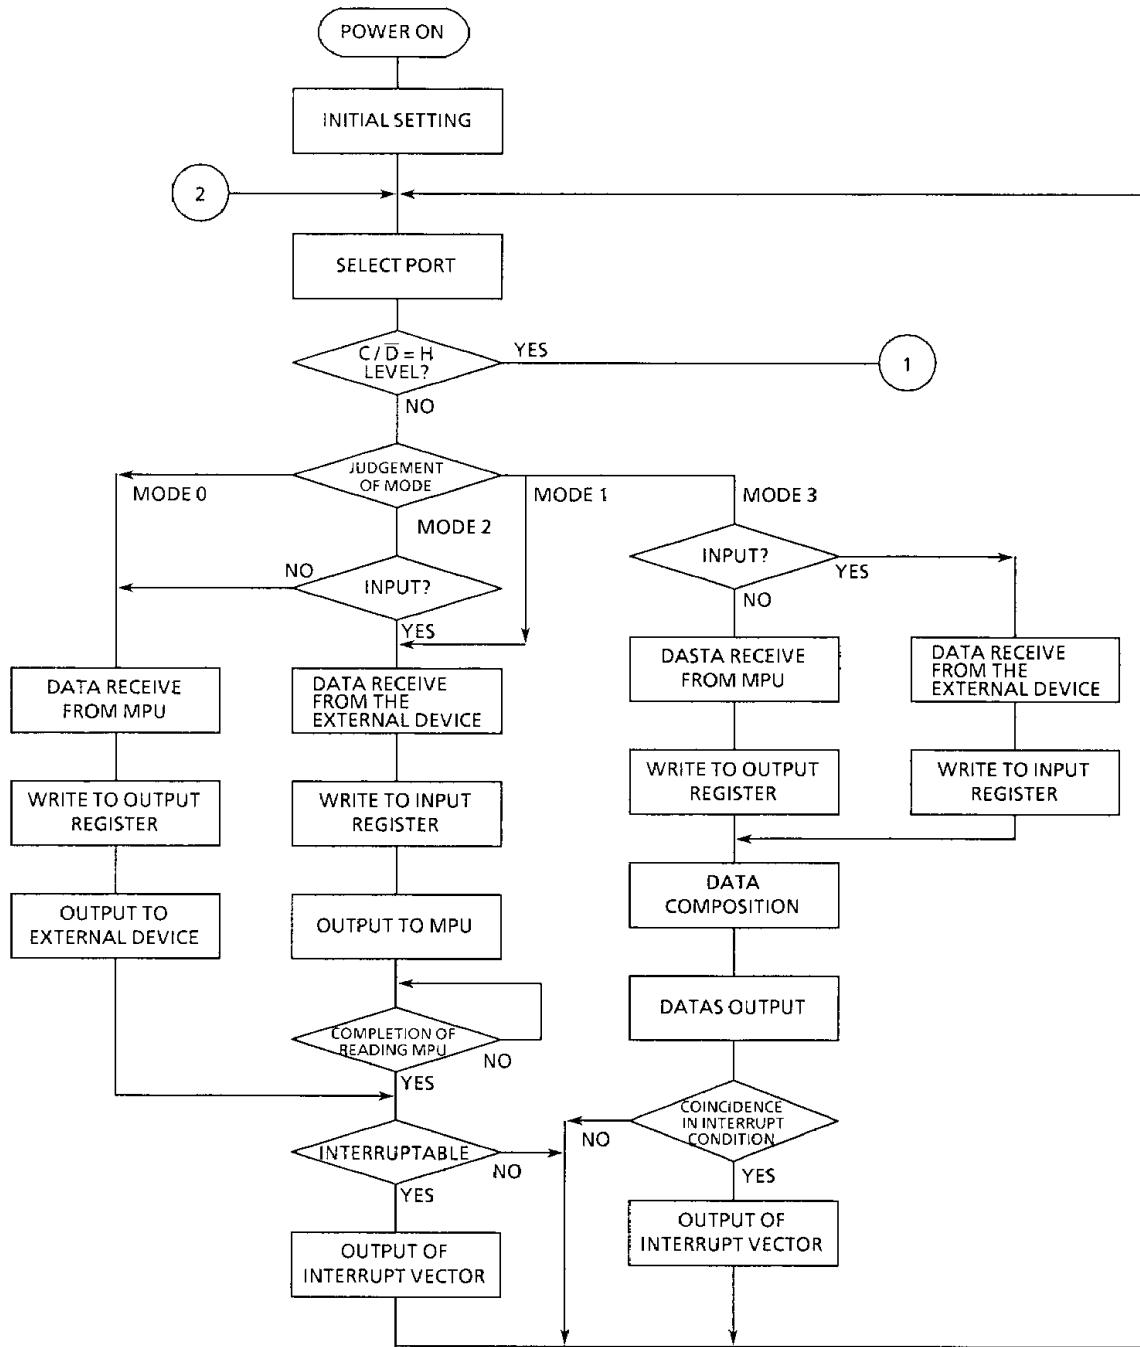 POWER ON
INITIAL SETTING
2
SELECT PORT
C / D̅ = H
LEVEL?
YES
1
NO
JUDGEMENT
OF MODE
MODE 0
MODE 1
MODE 3
MODE 2
INPUT?
YES
NO
NO
INPUT?
YES
DATA RECEIVE
FROM MPU
DATA RECEIVE
FROM THE
EXTERNAL DEVICE
DASTA RECEIVE
FROM MPU
DATA RECEIVE
FROM THE
EXTERNAL DEVICE
WRITE TO OUTPUT
REGISTER
WRITE TO INPUT
REGISTER
WRITE TO OUTPUT
REGISTER
WRITE TO INPUT
REGISTER
OUTPUT TO
EXTERNAL DEVICE
OUTPUT TO MPU
DATA
COMPOSITION
DATAS OUTPUT
COMPLETION OF
READING MPU
NO
YES
COINCIDENCE
IN INTERRUPT
CONDITION
NO
YES
INTERRUPTABLE
NO
YES
OUTPUT OF
INTERRUPT VECTOR
OUTPUT OF
INTERRUPT VECTOR